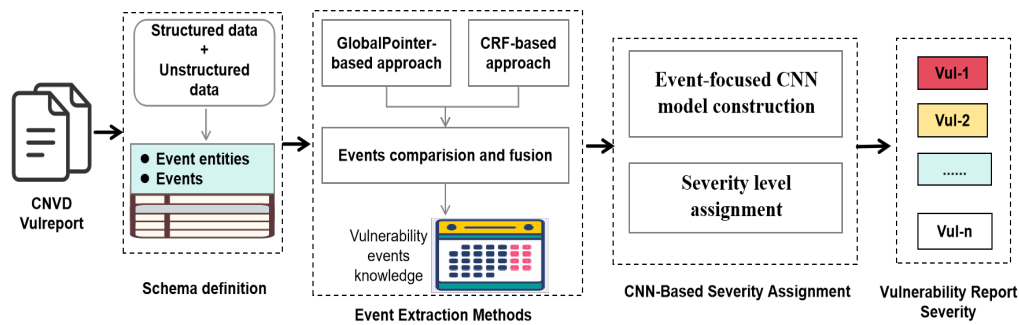 CNVD
Vulreport
Structured data
+
Unstructured
data
● Event entities
● Events
Schema definition
GlobalPointer-
based approach
CRF-based
approach
Events comparision and fusion
Vulnerability
events
knowledge
Event Extraction Methods
Event-focused CNN
model construction
Severity level
assignment
CNN-Based Severity Assignment
Vul-1
Vul-2
......
Vul-n
Vulnerability Report
Severity